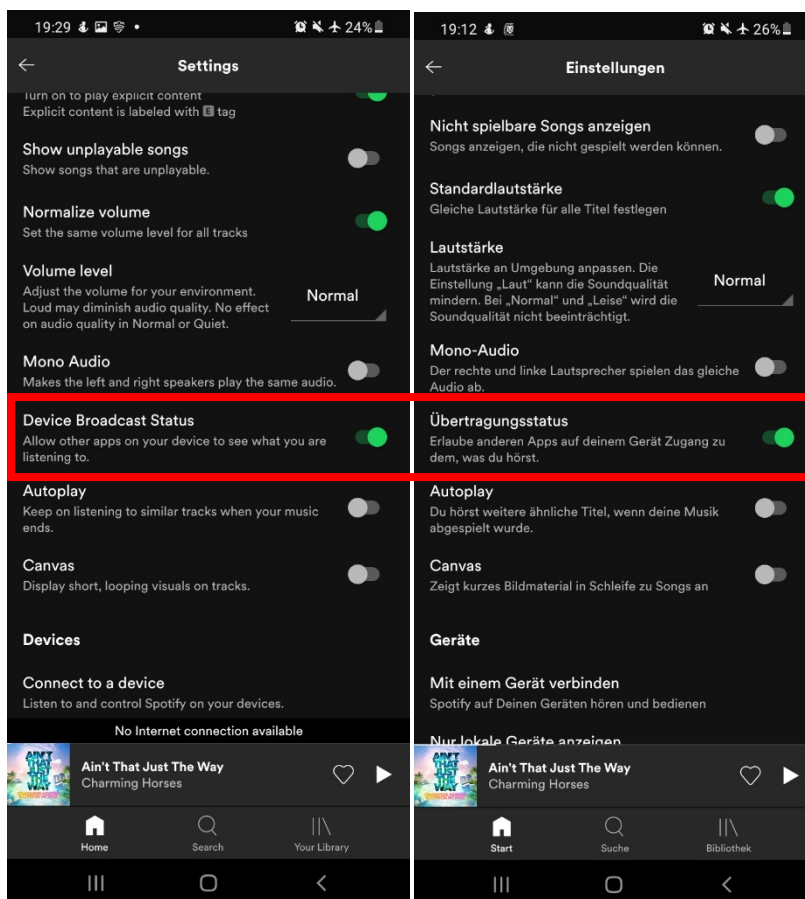 19:29
24%
Settings
Turn on to play explicit content
Explicit content is labeled with E tag
Show unplayable songs
Show songs that are unplayable.
Normalize volume
Set the same volume level for all tracks
Volume level
Adjust the volume for your environment.
Loud may diminish audio quality. No effect
on audio quality in Normal or Quiet.
Normal
Mono Audio
Makes the left and right speakers play the same audio.
Device Broadcast Status
Allow other apps on your device to see what you are
listening to.
Autoplay
Keep on listening to similar tracks when your music
ends.
Canvas
Display short, looping visuals on tracks.
Devices
Connect to a device
Listen to and control Spotify on your devices.
No Internet connection available
AIN'T
THAT
JUST
THE
WAY
Ain't That Just The Way
Charming Horses
Home
Search
Your Library
19:12
26%
Einstellungen
Nicht spielbare Songs anzeigen
Songs anzeigen, die nicht gespielt werden können.
Standardlautstärke
Gleiche Lautstärke für alle Titel festlegen
Lautstärke
Lautstärke an Umgebung anpassen. Die
Einstellung „Laut“ kann die Soundqualität
mindern. Bei „Normal“ und „Leise“ wird die
Soundqualität nicht beeinträchtigt.
Normal
Mono-Audio
Der rechte und linke Lautsprecher spielen das gleiche
Audio ab.
Übertragungsstatus
Erlaube anderen Apps auf deinem Gerät Zugang zu
dem, was du hörst.
Autoplay
Du hörst weitere ähnliche Titel, wenn deine Musik
abgespielt wurde.
Canvas
Zeigt kurzes Bildmaterial in Schleife zu Songs an
Geräte
Mit einem Gerät verbinden
Spotify auf Deinen Geräten hören und bedienen
Nur lokale Geräte anzeigen
AIN'T
THAT
JUST
THE
WAY
Ain't That Just The Way
Charming Horses
Start
Suche
Bibliothek